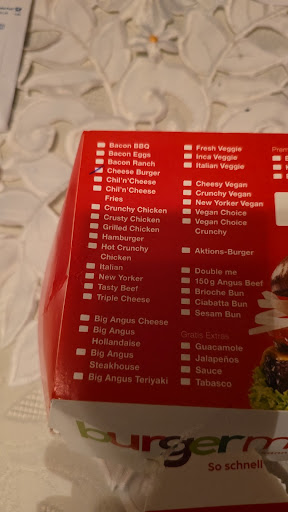 Bacon BBQ
Bacon Eggs
Bacon Ranch
Cheese Burger
Chil'n'Cheese
Chil'n'Cheese
Fries
Crunchy Chicken
Crusty Chicken
Grilled Chicken
Hamburger
Hot Crunchy
Chicken
Italian
New Yorker
Tasty Beef
Triple Cheese
Big Angus Cheese
Big Angus
Hollandaise
Big Angus
Steakhouse
Big Angus Teriyaki
Fresh Veggie
Inca Veggie
Italian Veggie
Cheesy Vegan
Crunchy Vegan
New Yorker Vegan
Vegan Choice
Vegan Choice
Crunchy
Aktions-Burger
Double me
150g Angus Beef
Brioche Bun
Ciabatta Bun
Sesam Bun
Gratis Extras
Guacamole
Jalapeños
Sauce
Tabasco
Prem
burgerm
So schnell